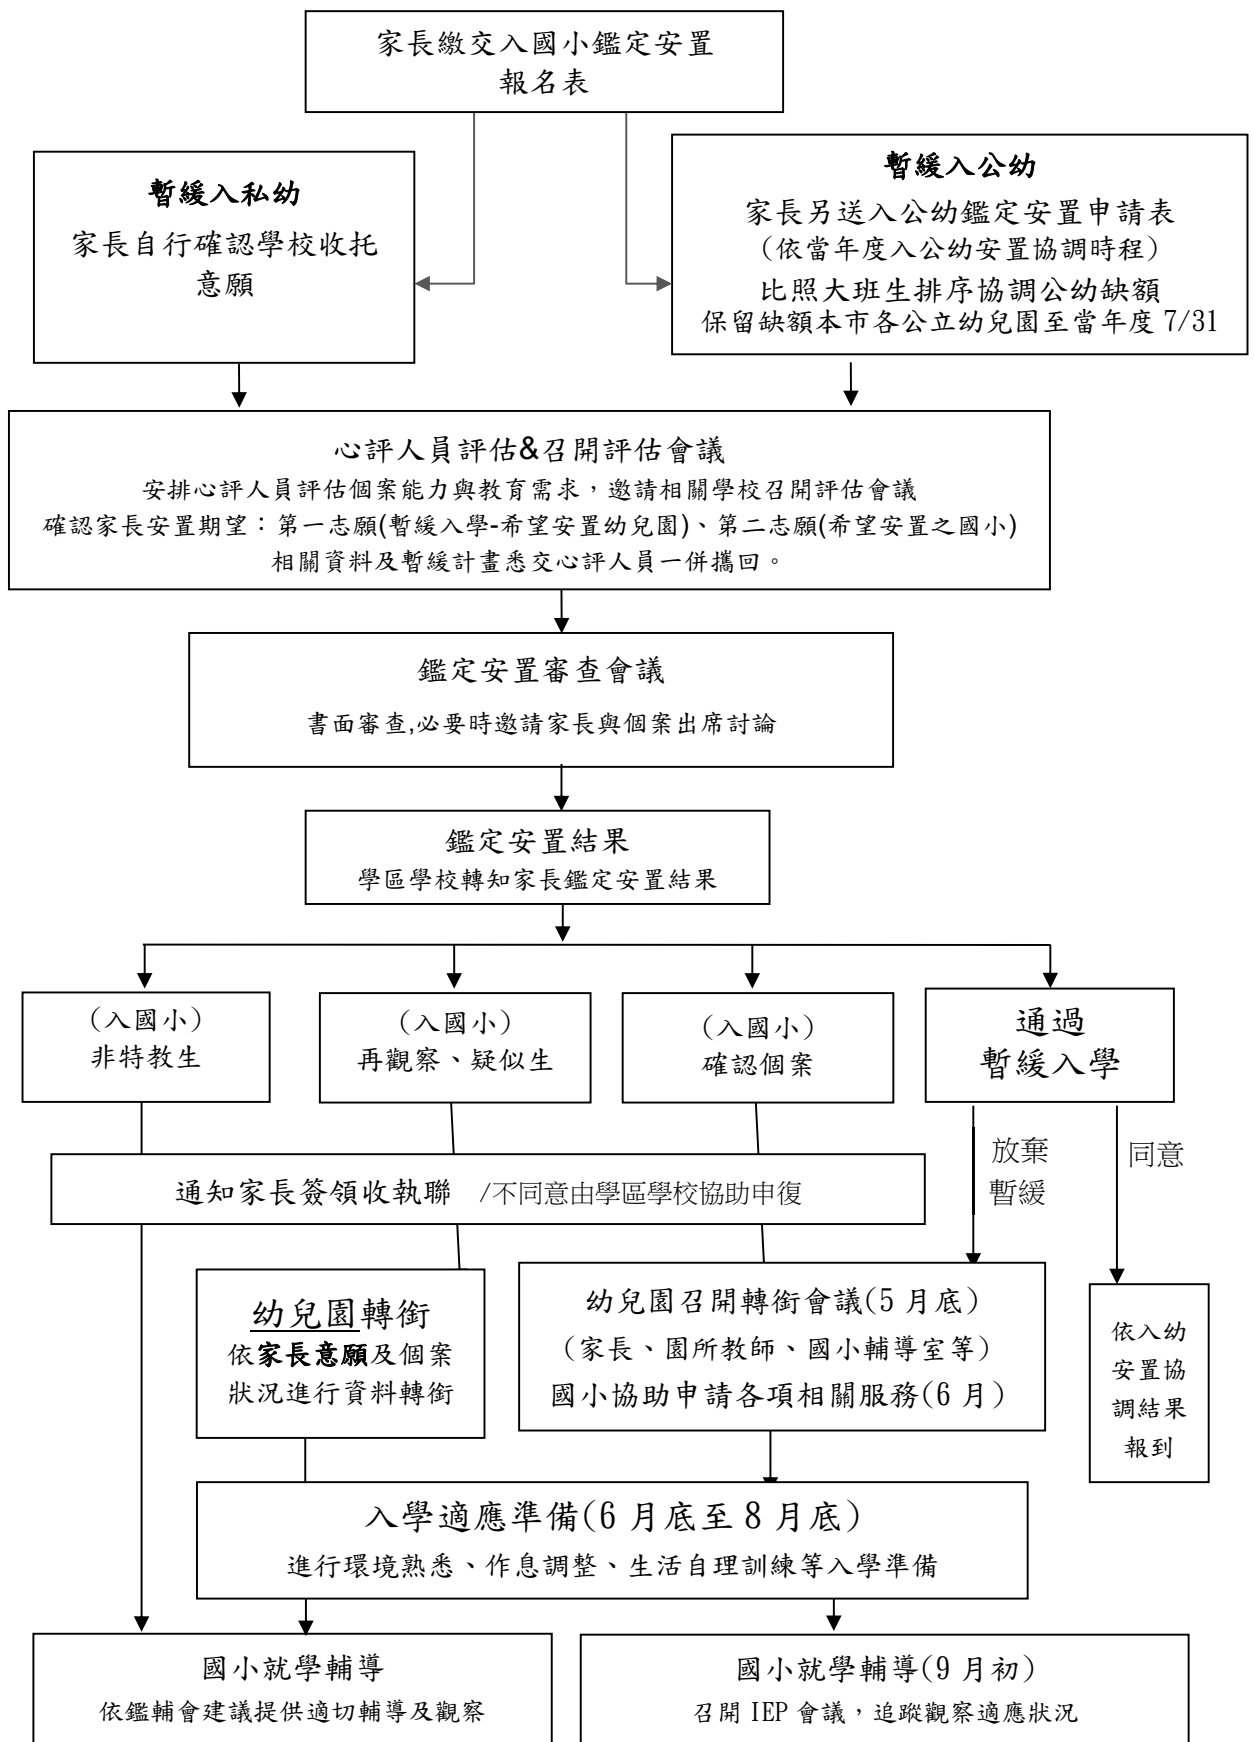 家長繳交入國小鑑定安置
報名表
暫緩入私幼
家長自行確認學校收托
意願
暫緩入公幼
家長另送入公幼鑑定安置申請表
（依當年度入公幼安置協調時程）
比照大班生排序協調公幼缺額
保留缺額本市各公立幼兒園至當年度 7/31
心評人員評估&召開評估會議
安排心評人員評估個案能力與教育需求，邀請相關學校召開評估會議
確認家長安置期望：第一志願(暫緩入學-希望安置幼兒園)、第二志願(希望安置之國小)
相關資料及暫緩計畫悉交心評人員一併攜回。
鑑定安置審查會議
書面審查,必要時邀請家長與個案出席討論
鑑定安置結果
學區學校轉知家長鑑定安置結果
（入國小）
非特教生
（入國小）
再觀察、疑似生
（入國小）
確認個案
通過
暫緩入學
放棄
暫緩
同意
通知家長簽領收執聯 /不同意由學區學校協助申復
幼兒園轉銜
依家長意願及個案
狀況進行資料轉銜
幼兒園召開轉銜會議(5 月底)
（家長、園所教師、國小輔導室等）
國小協助申請各項相關服務(6 月)
依入幼
安置協
調結果
報到
入學適應準備(6 月底至 8 月底)
進行環境熟悉、作息調整、生活自理訓練等入學準備
國小就學輔導
依鑑輔會建議提供適切輔導及觀察
國小就學輔導(9 月初)
召開 IEP 會議，追蹤觀察適應狀況